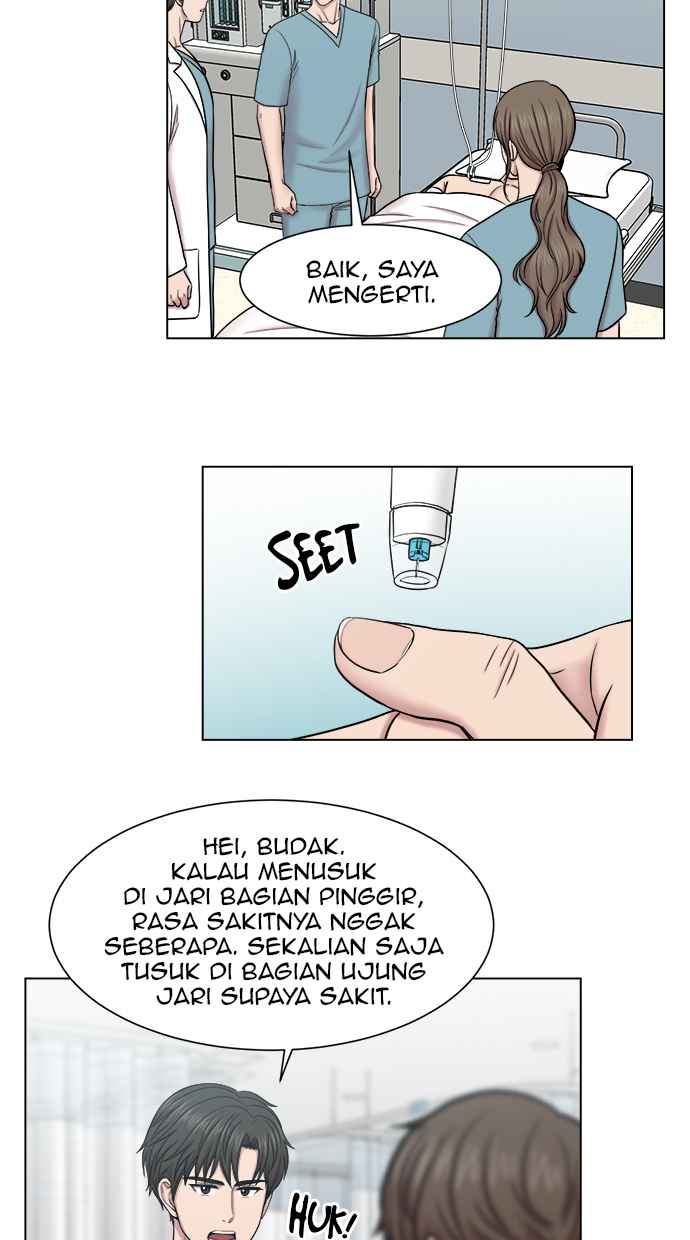 BAIK, SAYA
MENGERTI.
SEET
HEI, BUDAK.
KALAU MENUSUK
DI JARI BAGIAN PINGGIR,
RASA SAKITNYA NGGAK
SEBERAPA. SEKALIAN SAJA
TUSUK DI BAGIAN UJUNG
JARI SUPAYA SAKIT.
HUK!